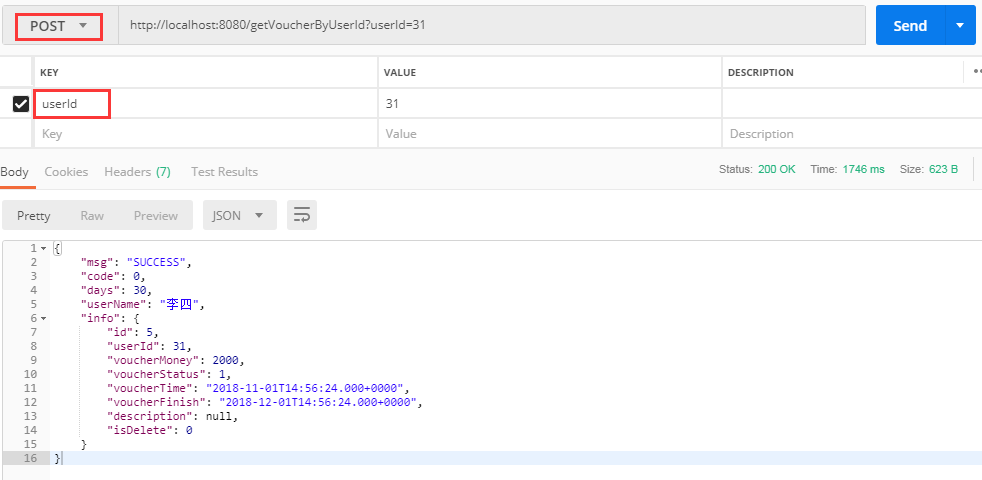 POST http://localhost:8080/getVoucherByUserId?userId=31 Send
KEY VALUE DESCRIPTION
userId 31
Key Value Description
Body Cookies Headers (7) Test Results Status: 200 OK Time: 1746 ms Size: 623 B
Pretty Raw Preview JSON
1 {
2 "msg": "SUCCESS",
3 "code": 0,
4 "days": 30,
5 "userName": "李四",
6 "info": {
7 "id": 5,
8 "userId": 31,
9 "voucherMoney": 2000,
10 "voucherStatus": 1,
11 "voucherTime": "2018-11-01T14:56:24.000+0000",
12 "voucherFinish": "2018-12-01T14:56:24.000+0000",
13 "description": null,
14 "isDelete": 0
15 }
16 }